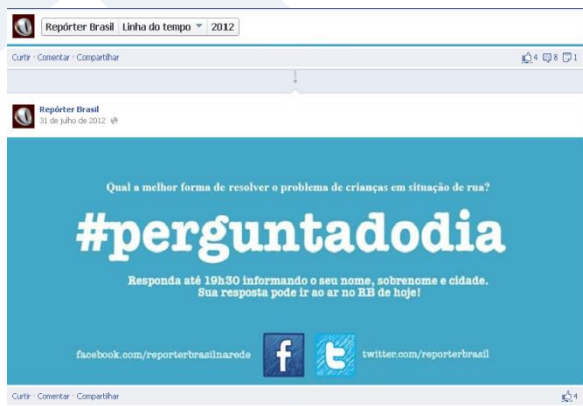 Repórter Brasil Linha do tempo 2012
Curtir · Comentar · Compartilhar 4 8 1
Repórter Brasil
31 de julho de 2012
Qual a melhor forma de resolver o problema de crianças em situação de rua?
#perguntadodia
Responda até 19h30 informando o seu nome, sobrenome e cidade.
Sua resposta pode ir ao ar no RB de hoje!
facebook.com/reporterbrasilnarede f t twitter.com/reporterbrasil
Curtir · Comentar · Compartilhar 4